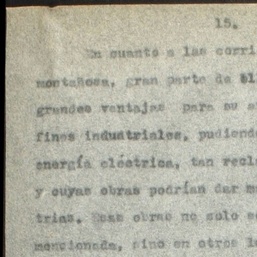 15.
En cuanto a las corri
montañosa, gran parte de el
grandes ventajas para su a
fines industriales, pudiend
energía eléctrica, tan recl
y cuyas obras podrían dar m
trias. Esas obras no solo s
mencionada, sino en otros l